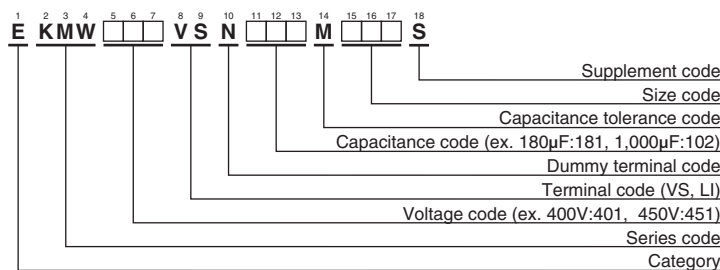 1 2 3 4 5 6 7 8 9 10 11 12 13 14 15 16 17 18
E K M W V S N M S
Supplement code
Size code
Capacitance tolerance code
Capacitance code (ex. 180µF:181, 1,000µF:102)
Dummy terminal code
Terminal code (VS, LI)
Voltage code (ex. 400V:401, 450V:451)
Series code
Category